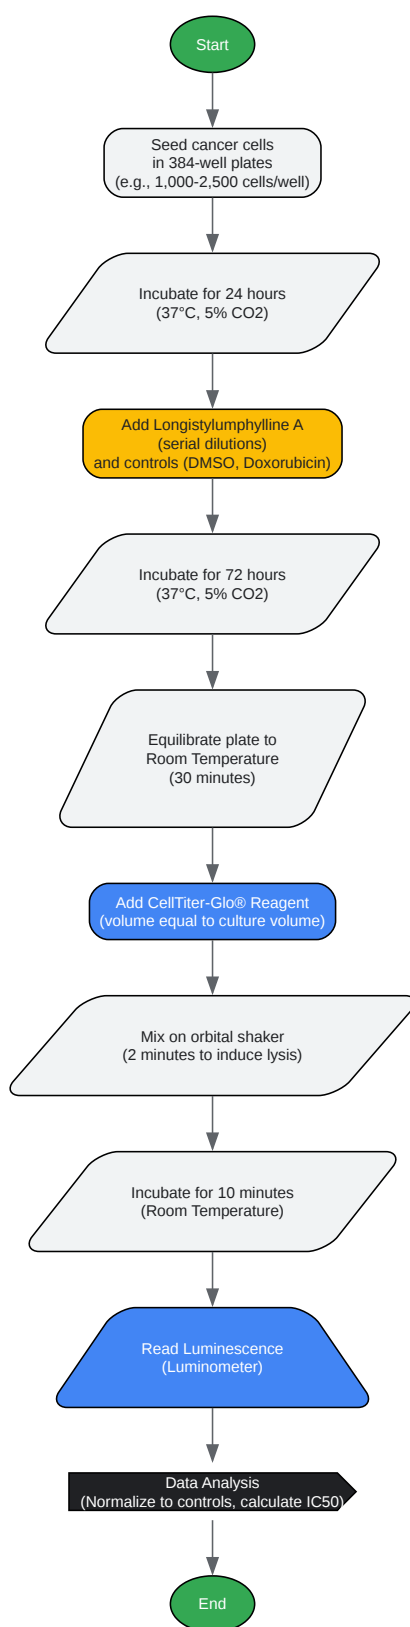 Start
Seed cancer cells
in 384-well plates
(e.g., 1,000-2,500 cells/well)
Incubate for 24 hours
(37°C, 5% CO2)
Add Longistylumphylline A
(serial dilutions)
and controls (DMSO, Doxorubicin)
Incubate for 72 hours
(37°C, 5% CO2)
Equilibrate plate to
Room Temperature
(30 minutes)
Add CellTiter-Glo® Reagent
(volume equal to culture volume)
Mix on orbital shaker
(2 minutes to induce lysis)
Incubate for 10 minutes
(Room Temperature)
Read Luminescence
(Luminometer)
Data Analysis
(Normalize to controls, calculate IC50)
End